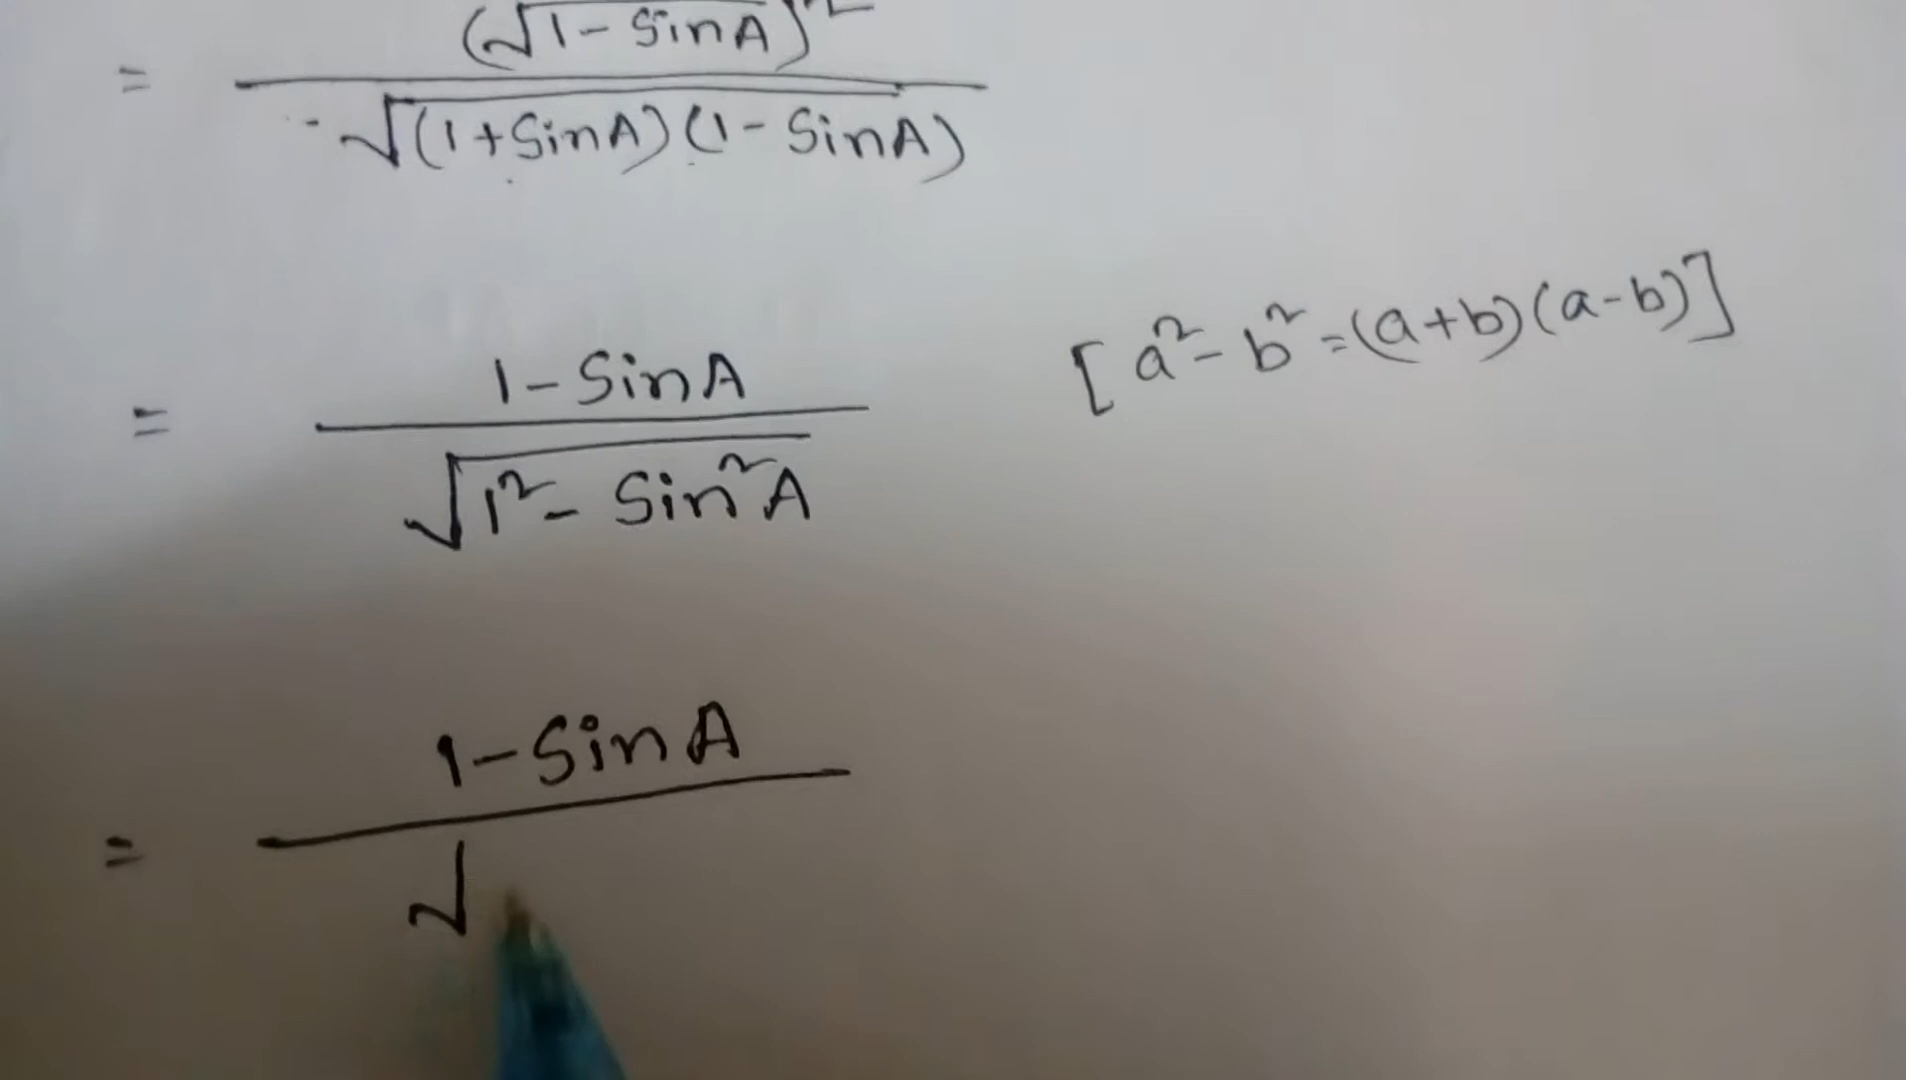 = (√1-SinA)² / √(1+SinA)(1-SinA)
= 1-SinA / √1²-Sin²A [a²-b²=(a+b)(a-b)]
= 1-SinA / √